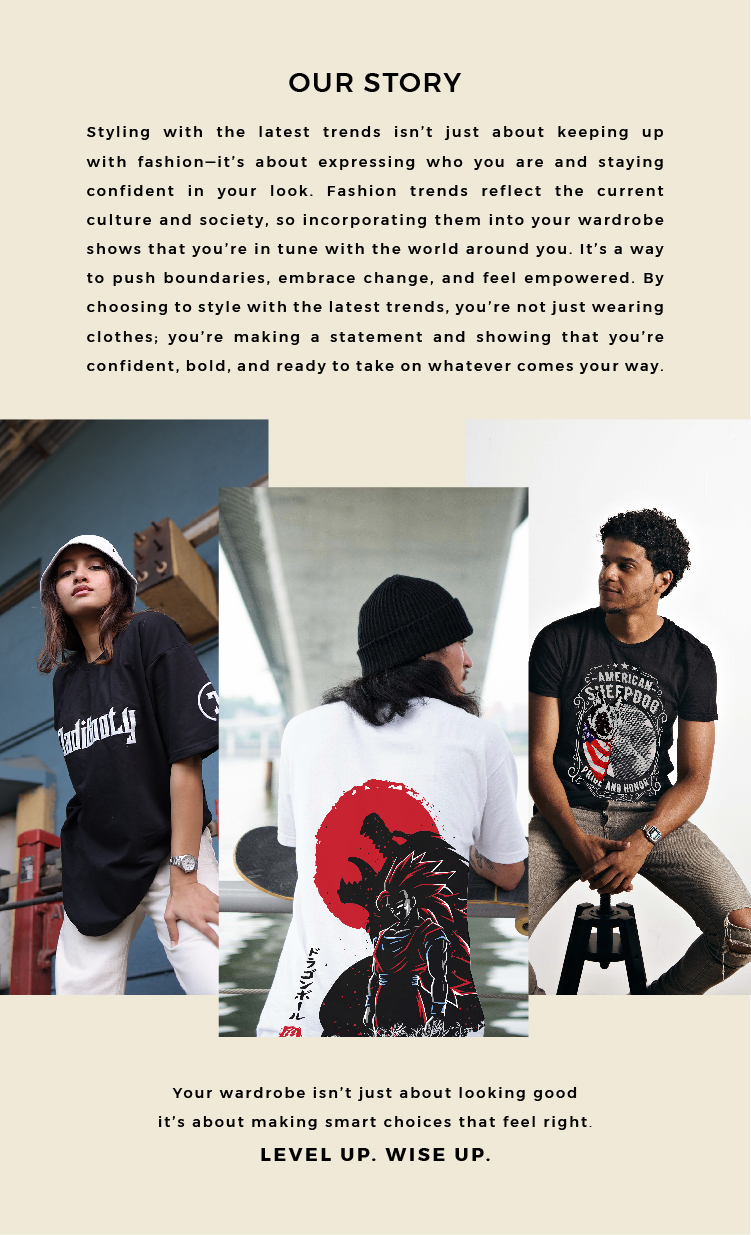 OUR STORY
Styling with the latest trends isn’t just about keeping up
with fashion—it’s about expressing who you are and staying
confident in your look. Fashion trends reflect the current
culture and society, so incorporating them into your wardrobe
shows that you’re in tune with the world around you. It’s a way
to push boundaries, embrace change, and feel empowered. By
choosing to style with the latest trends, you’re not just wearing
clothes; you’re making a statement and showing that you’re
confident, bold, and ready to take on whatever comes your way.
AMERICAN
SHEEPDOG
PRIDE AND HONOR
ドラゴンボール
Your wardrobe isn’t just about looking good
it’s about making smart choices that feel right.
LEVEL UP. WISE UP.